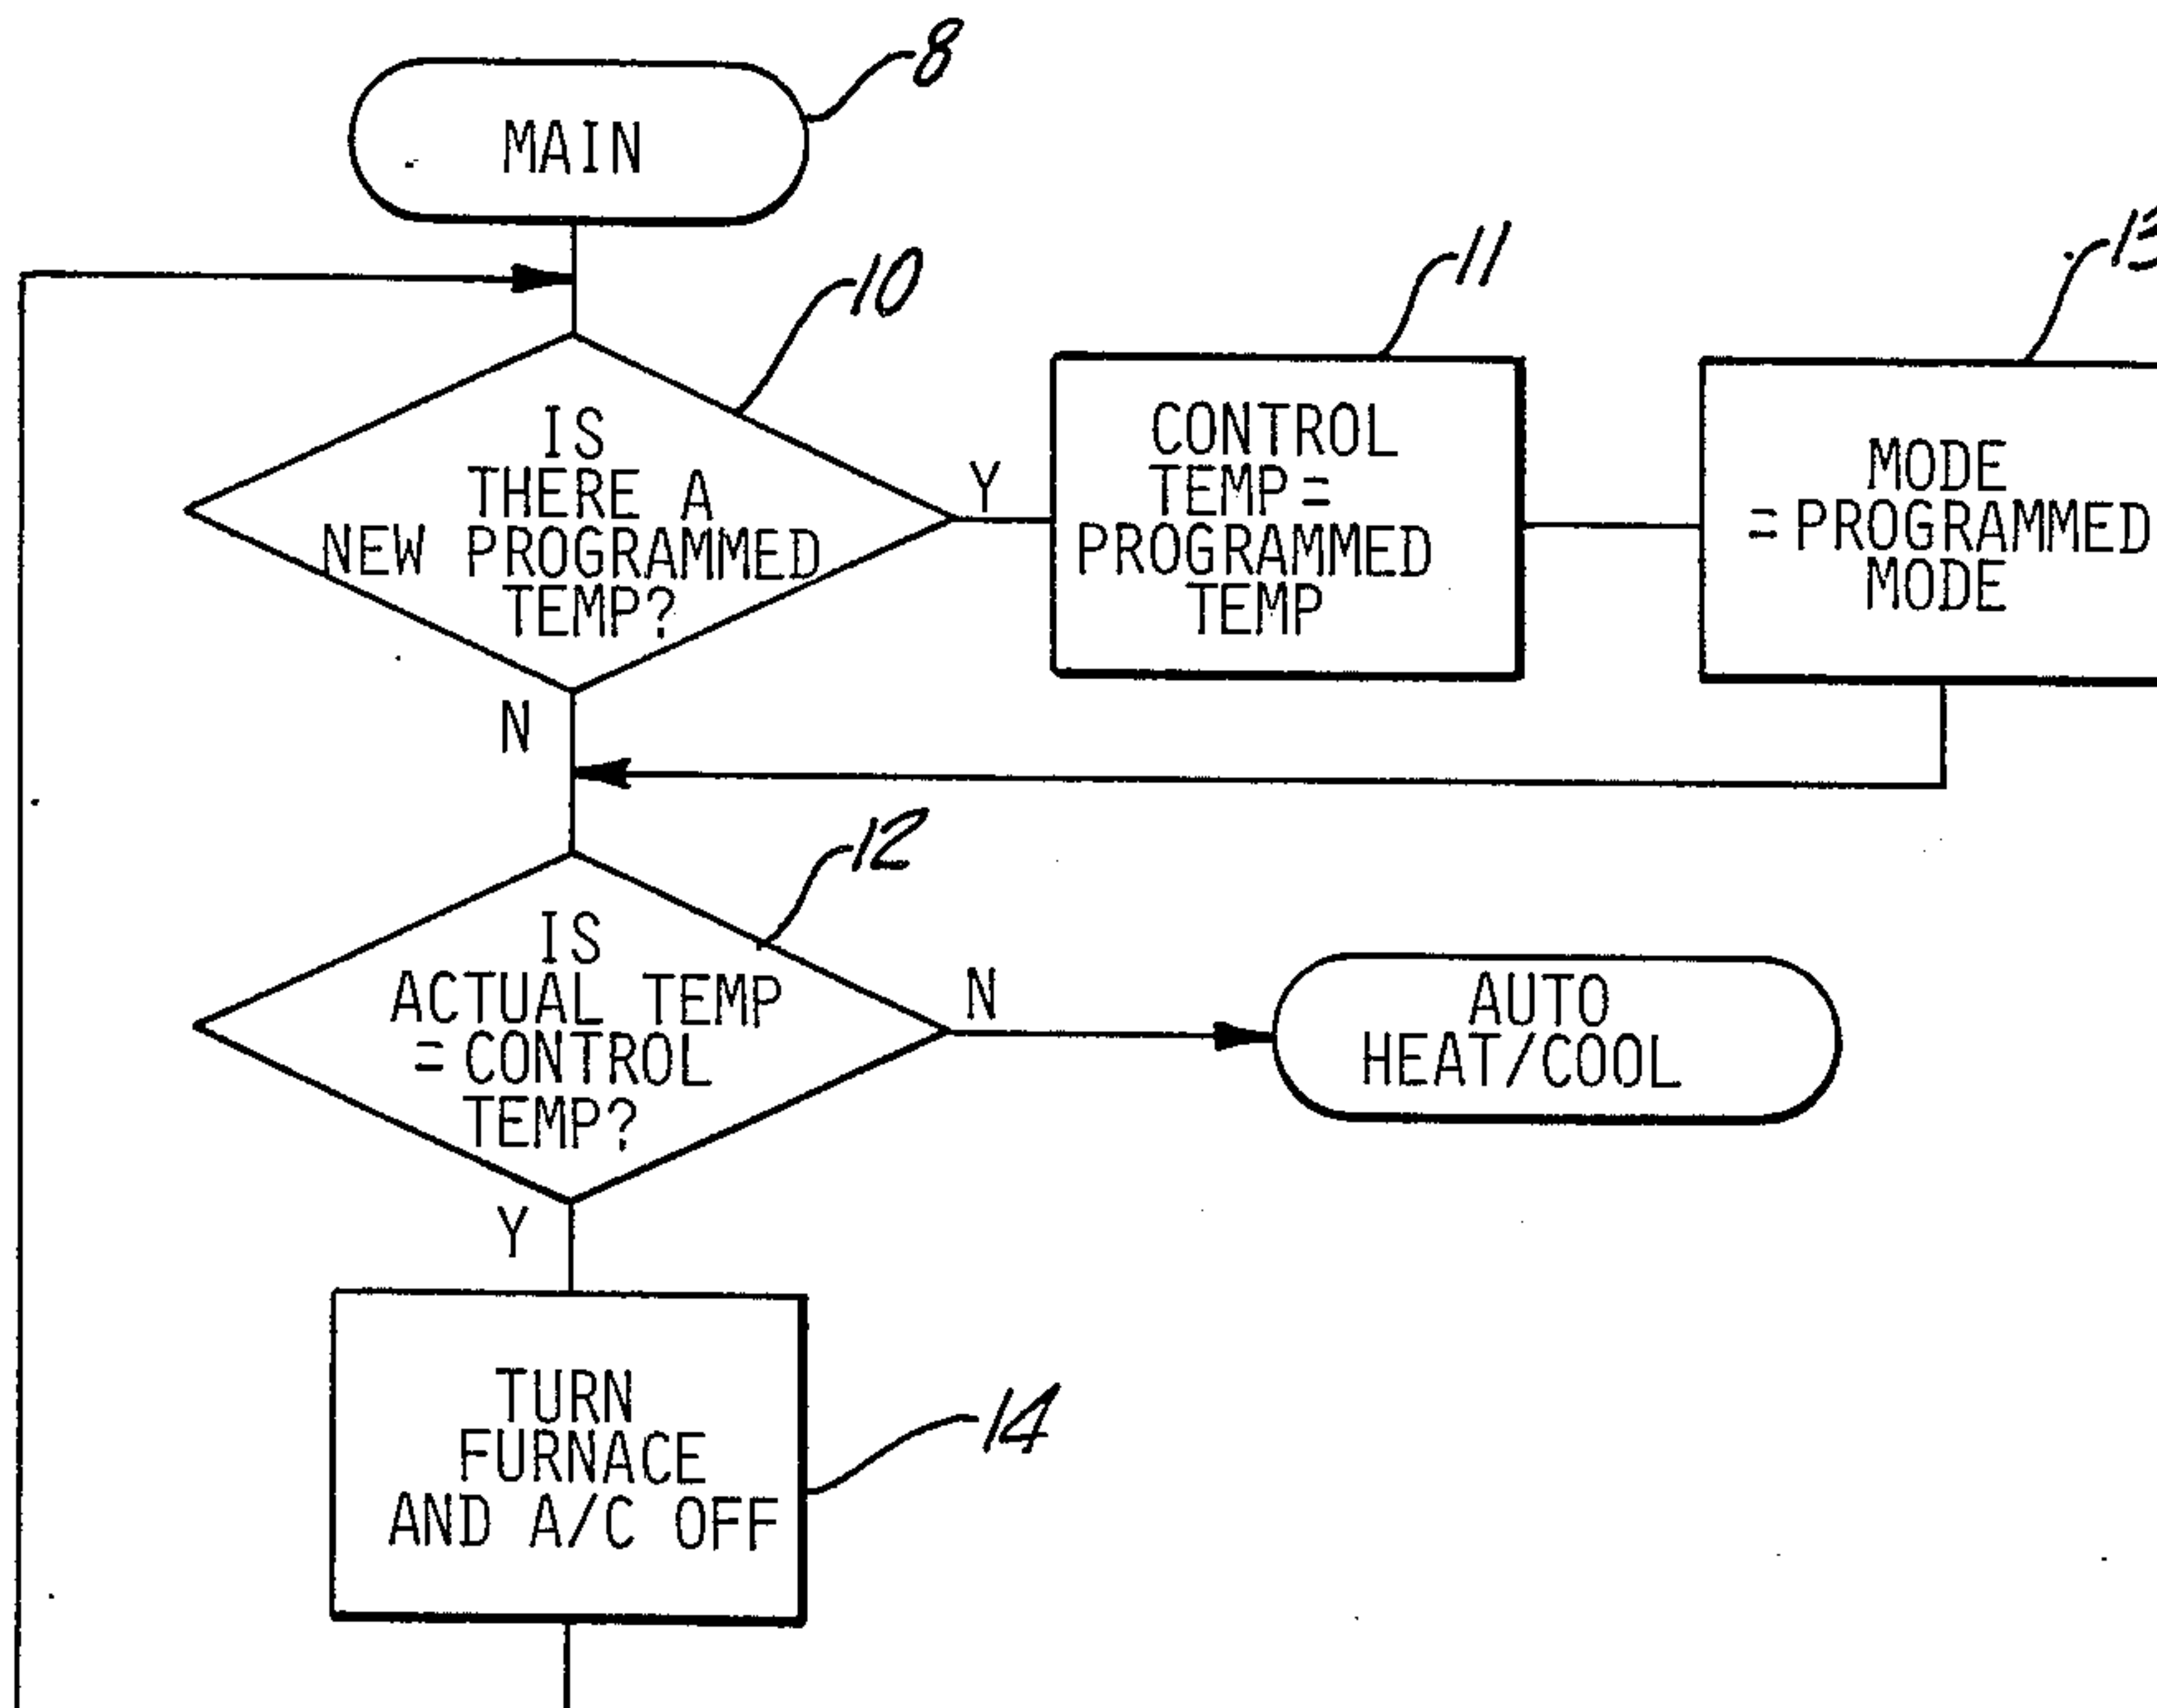 8
MAIN
10
IS
THERE A
NEW PROGRAMMED
TEMP?
Y
N
11
CONTROL
TEMP =
PROGRAMMED
TEMP
MODE
= PROGRAMMED
MODE
12
IS
ACTUAL TEMP
= CONTROL
TEMP?
N
Y
AUTO
HEAT/COOL
TURN
FURNACE
AND A/C OFF
14